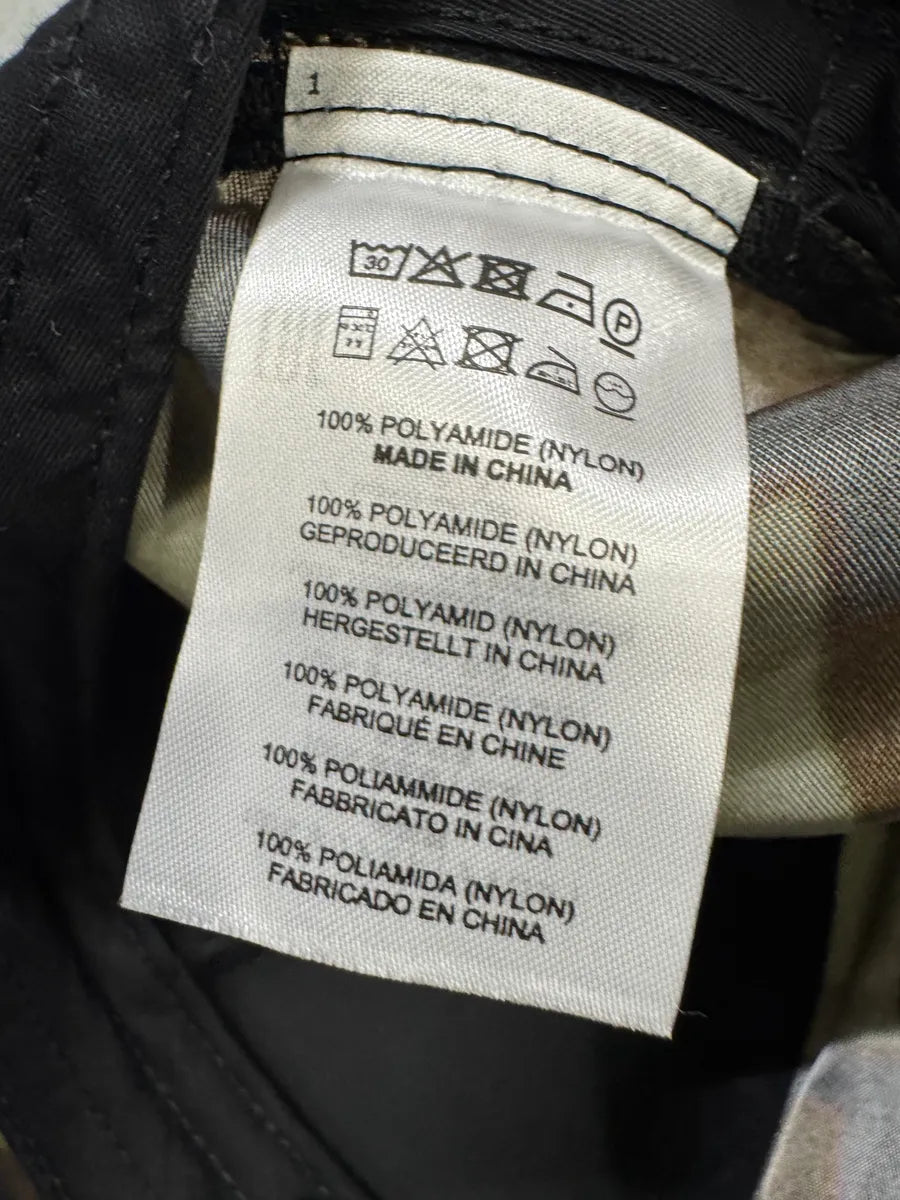 1
30
P
100% POLYAMIDE (NYLON)
MADE IN CHINA
100% POLYAMIDE (NYLON)
GEPRODUCEERD IN CHINA
100% POLYAMID (NYLON)
HERGESTELLT IN CHINA
100% POLYAMIDE (NYLON)
FABRIQUÉ EN CHINE
100% POLIAMMIDE (NYLON)
FABBRICATO IN CINA
100% POLIAMIDA (NYLON)
FABRICADO EN CHINA